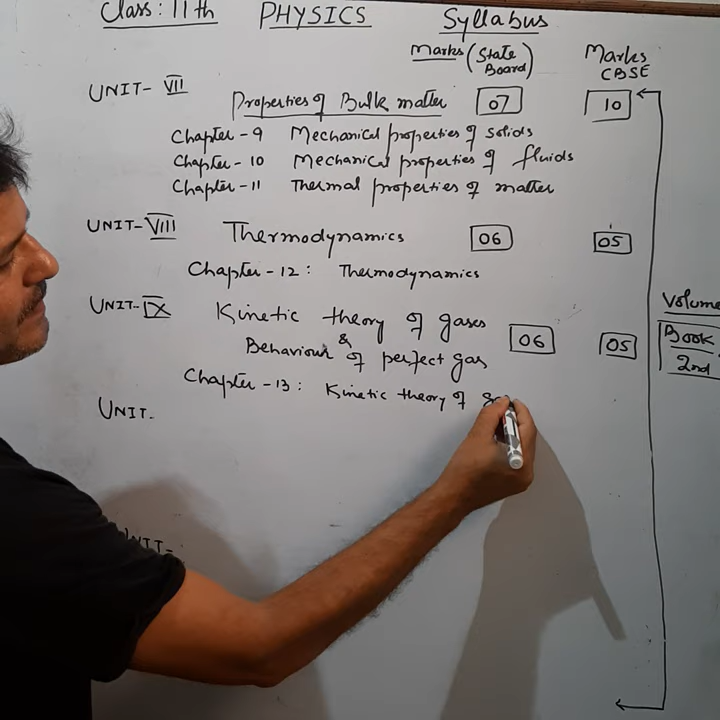 Class: 11th PHYSICS Syllabus
Marks (State Board) Marks CBSE
UNIT- VII
Properties of Bulk matter 07 10
Chapter - 9 Mechanical properties of solids
Chapter - 10 Mechanical properties of fluids
Chapter - 11 Thermal properties of matter
UNIT- VIII Thermodynamics 06 05
Chapter - 12 : Thermodynamics
UNIT- IX Kinetic theory of gases
&
Behaviour of perfect gas 06 05
Chapter - 13 : Kinetic theory of
UNIT.
UNIT-
Volume
Book
2nd